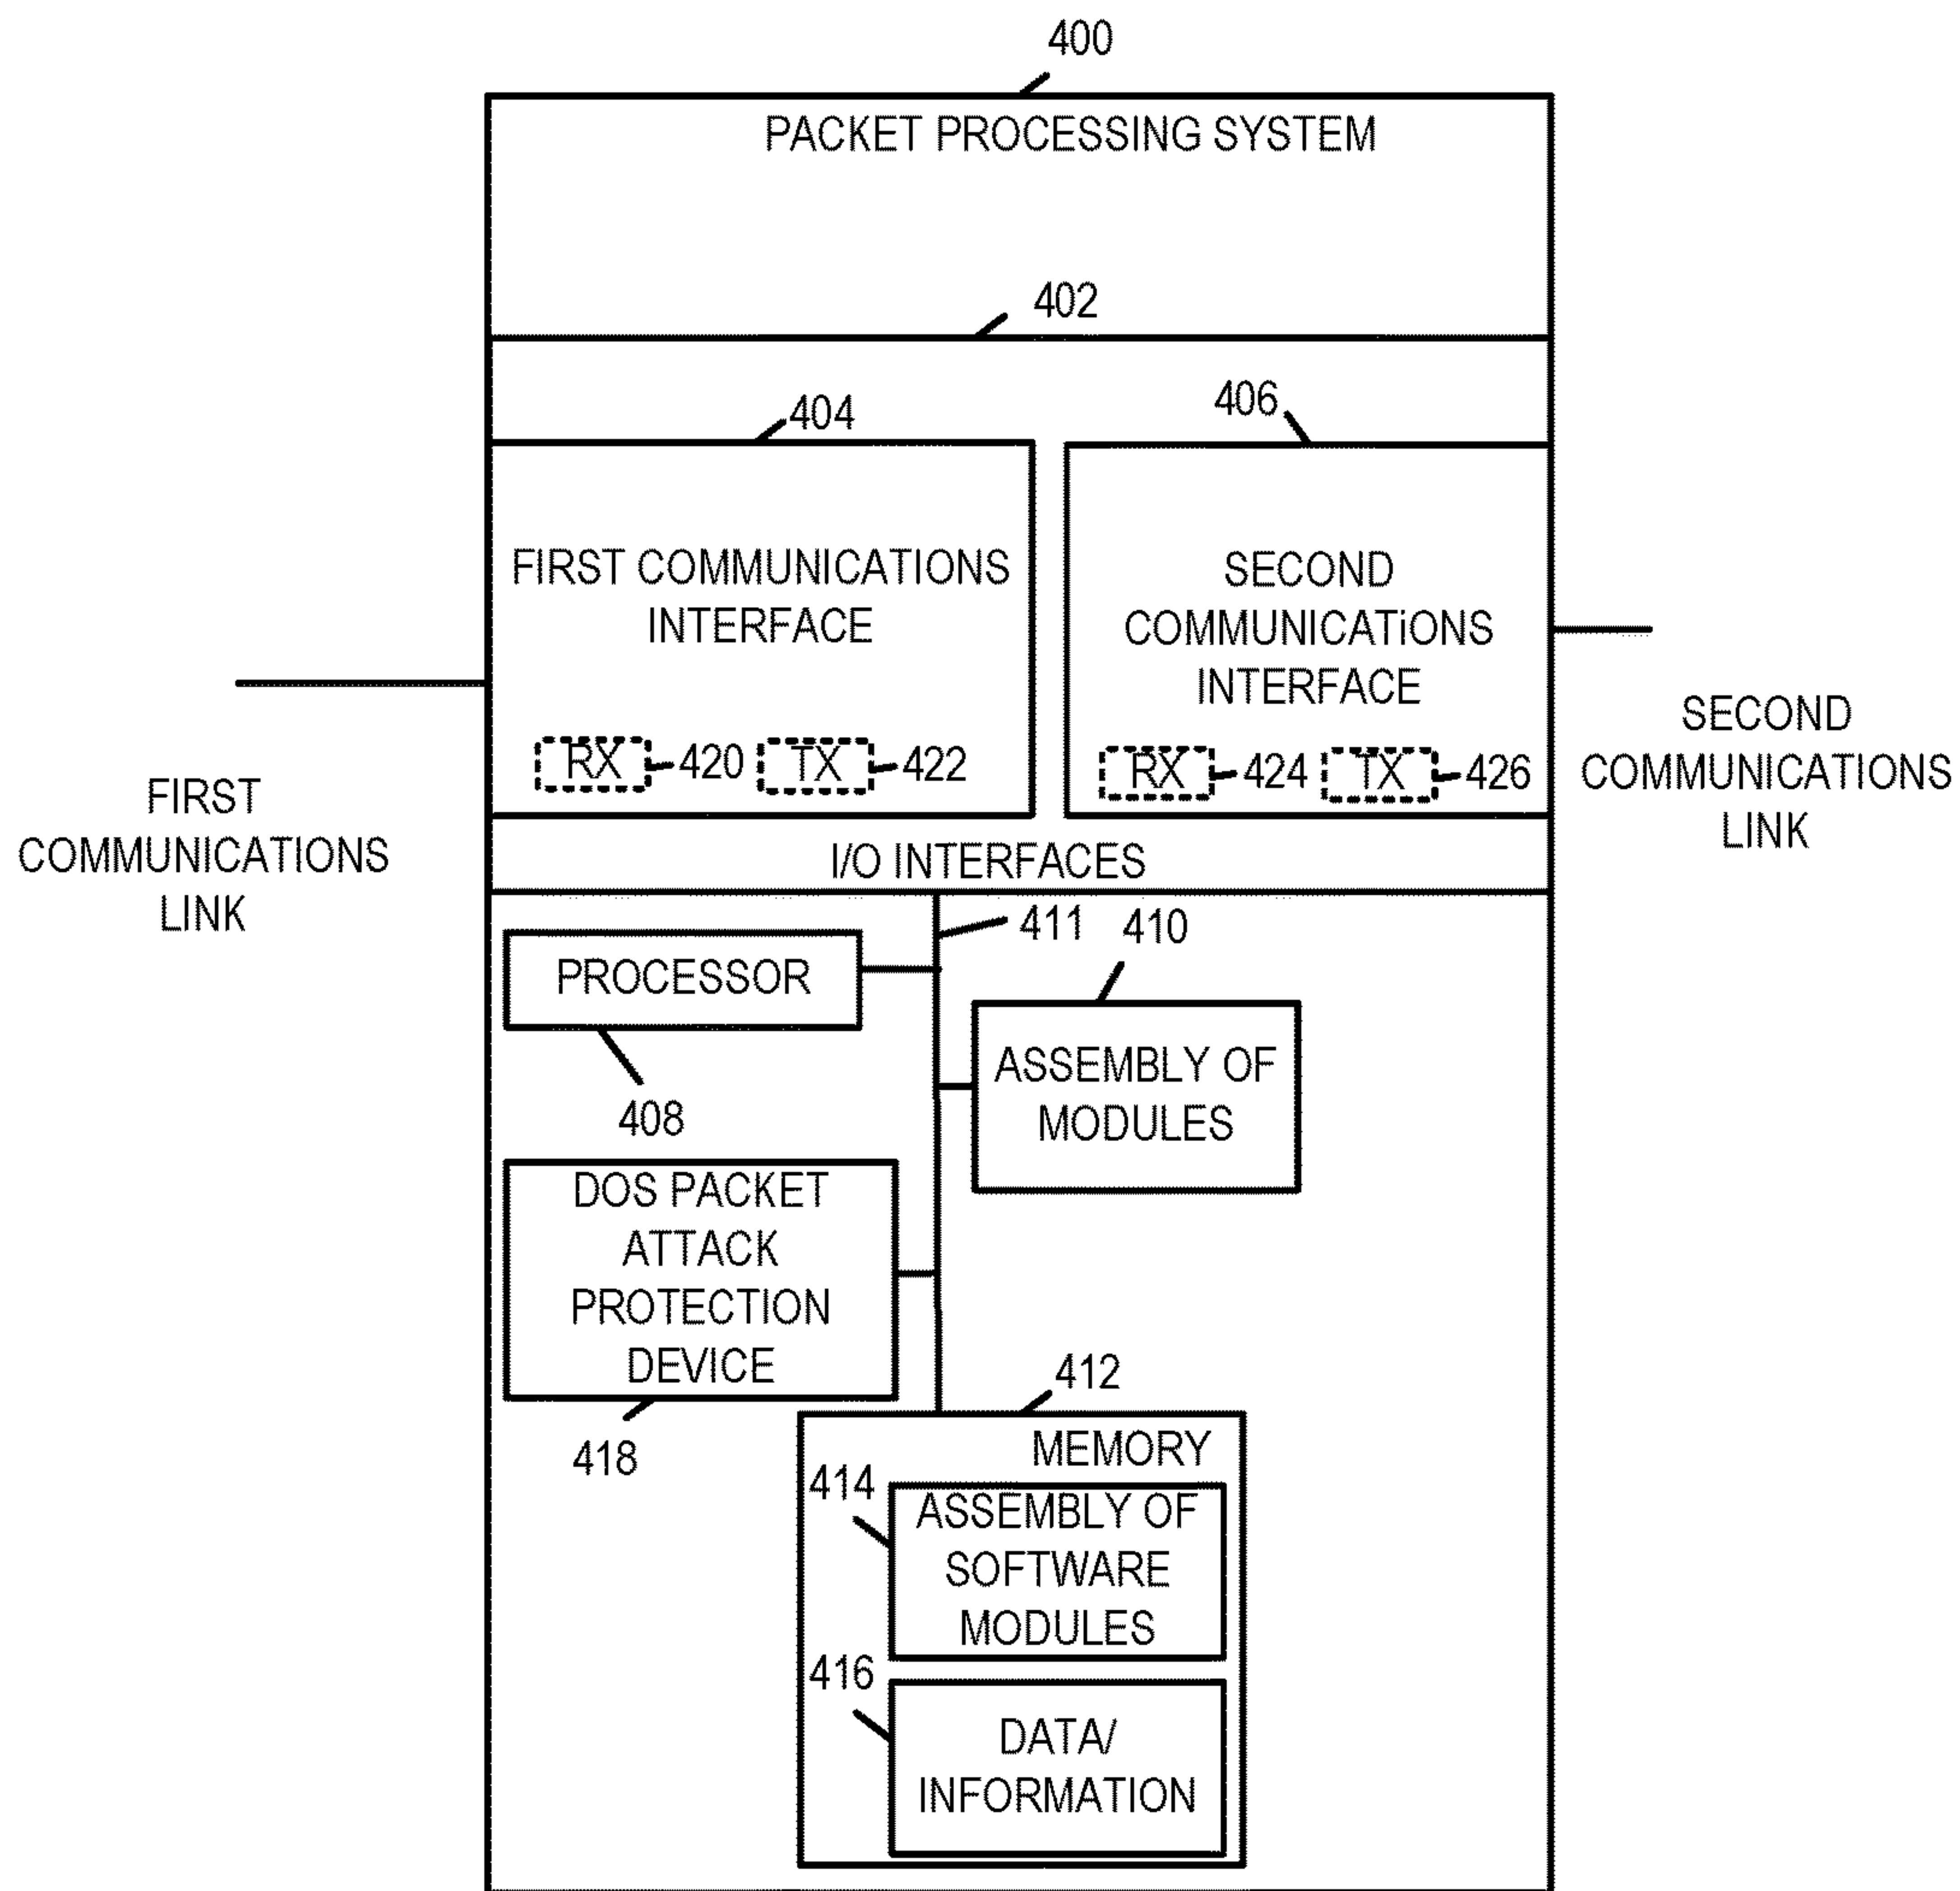 400
PACKET PROCESSING SYSTEM
402
404
406
FIRST COMMUNICATIONS
INTERFACE
SECOND
COMMUNICATiONS
INTERFACE
RX 420 TX 422
RX 424 TX 426
FIRST
COMMUNICATIONS
LINK
SECOND
COMMUNICATIONS
LINK
I/O INTERFACES
411
410
PROCESSOR
408
ASSEMBLY OF
MODULES
DOS PACKET
ATTACK
PROTECTION
DEVICE
418
412
MEMORY
414
ASSEMBLY OF
SOFTWARE
MODULES
416
DATA/
INFORMATION